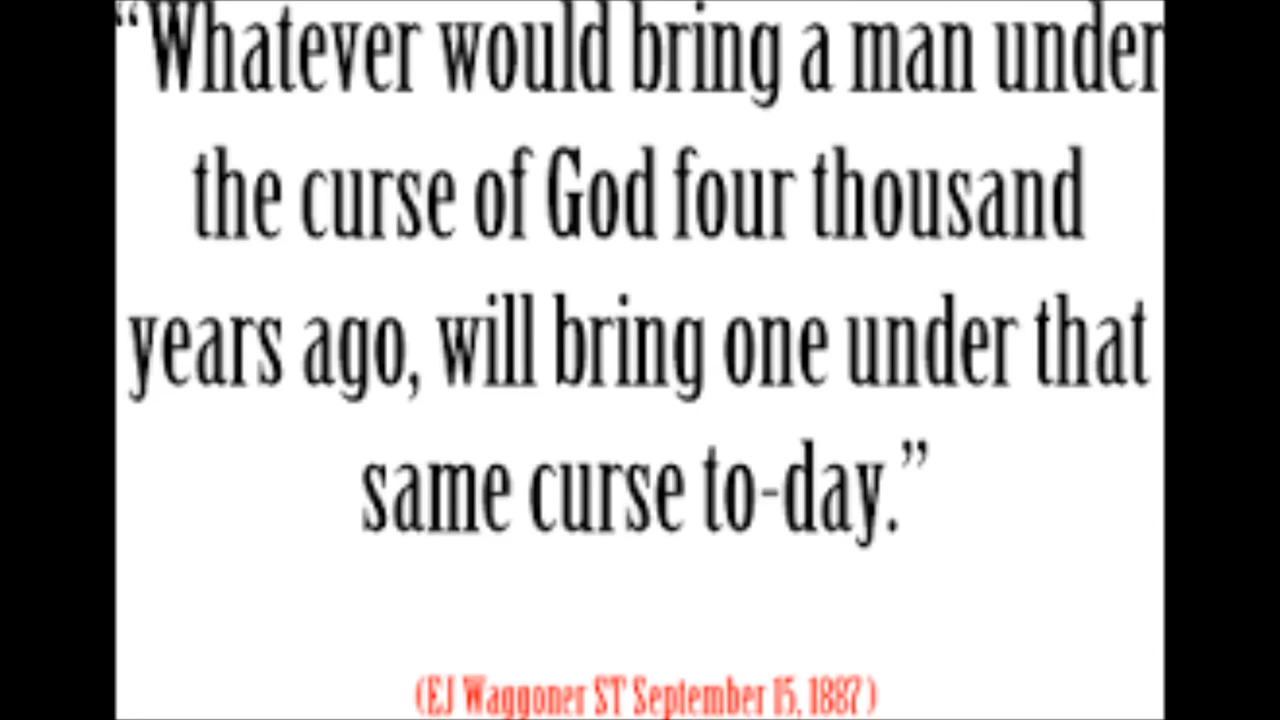 “Whatever would bring a man under
the curse of God four thousand
years ago, will bring one under that
same curse to-day.”
(EJ Waggoner ST September 15, 1887)